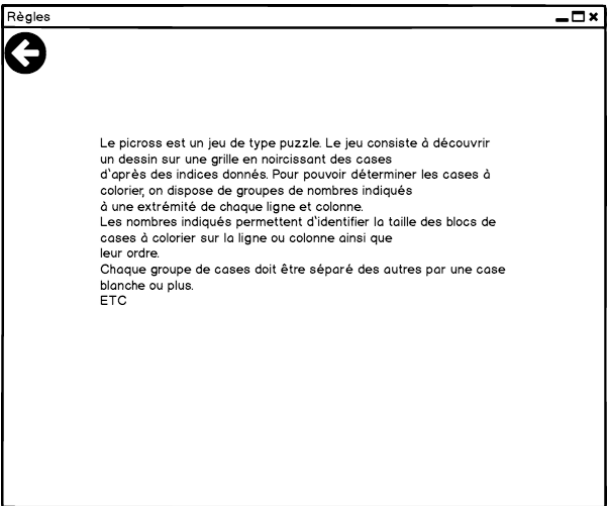 Règles
Le picross est un jeu de type puzzle. Le jeu consiste à découvrir
un dessin sur une grille en noircissant des cases
d'après des indices donnés. Pour pouvoir déterminer les cases à
colorier, on dispose de groupes de nombres indiqués
à une extrémité de chaque ligne et colonne.
Les nombres indiqués permettent d'identifier la taille des blocs de
cases à colorier sur la ligne ou colonne ainsi que
leur ordre.
Chaque groupe de cases doit être séparé des autres par une case
blanche ou plus.
ETC